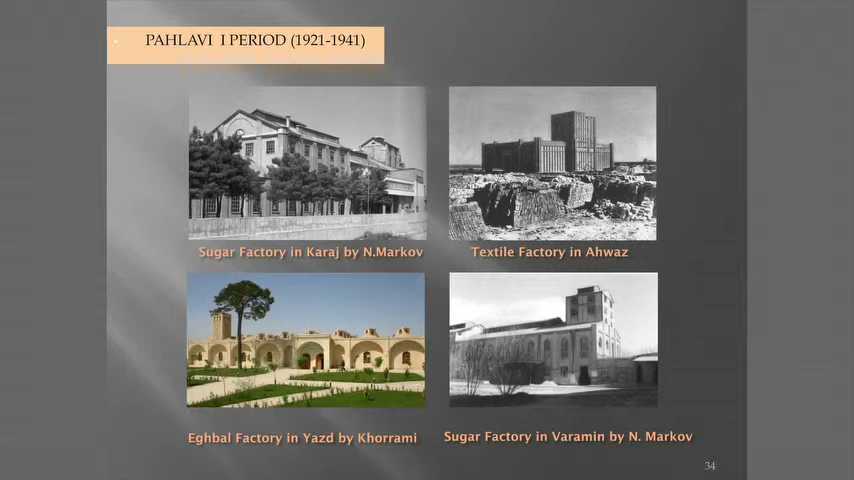 PAHLAVI I PERIOD (1921-1941)
Sugar Factory in Karaj by N.Markov
Textile Factory in Ahwaz
Eghbal Factory in Yazd by Khorrami
Sugar Factory in Varamin by N. Markov
34